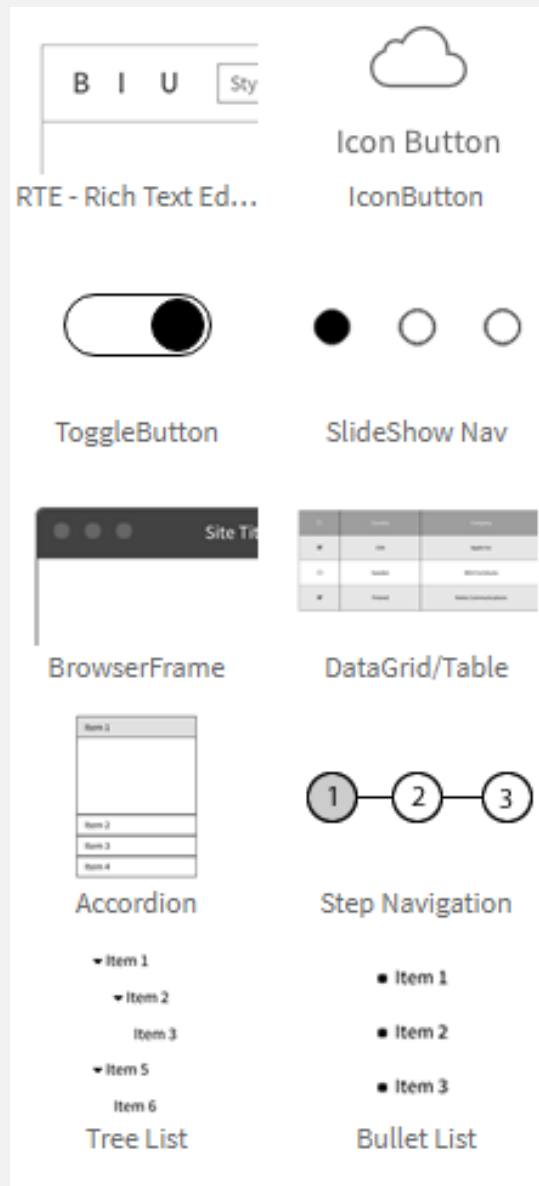 B I U Sty
Icon Button
RTE - Rich Text Ed...
IconButton
ToggleButton
SlideShow Nav
Site Tit
BrowserFrame
DataGrid/Table
Item 1
Item 2
Item 3
Item 4
1 2 3
Accordion
Step Navigation
Item 1
Item 2
Item 3
Item 5
Item 6
Tree List
Item 1
Item 2
Item 3
Bullet List